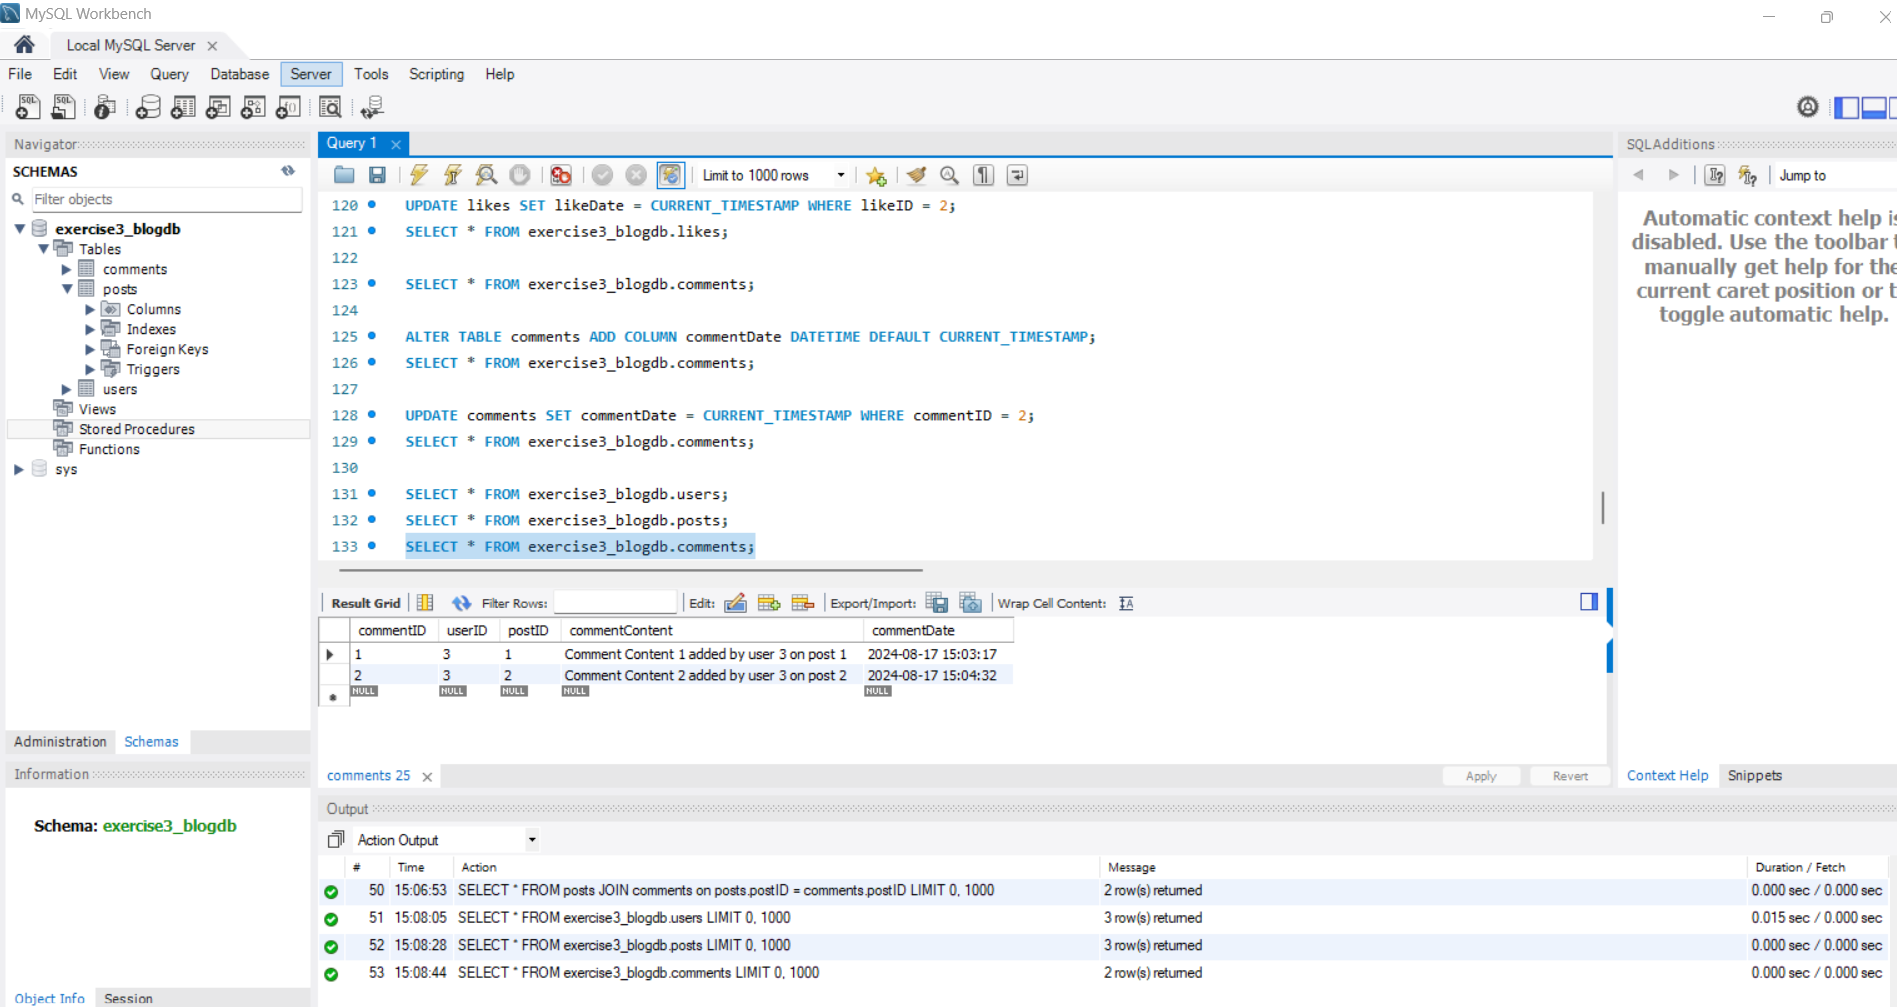 MySQL Workbench
Local MySQL Server
File Edit View Query Database Server Tools Scripting Help
Navigator
SCHEMAS
Filter objects
exercise3_blogdb
Tables
comments
posts
Columns
Indexes
Foreign Keys
Triggers
users
Views
Stored Procedures
Functions
sys
Administration Schemas
Information
Schema: exercise3_blogdb
Object Info Session
Query 1
Limit to 1000 rows
120 UPDATE likes SET likeDate = CURRENT_TIMESTAMP WHERE likeID = 2;
121 SELECT * FROM exercise3_blogdb.likes;
122
123 SELECT * FROM exercise3_blogdb.comments;
124
125 ALTER TABLE comments ADD COLUMN commentDate DATETIME DEFAULT CURRENT_TIMESTAMP;
126 SELECT * FROM exercise3_blogdb.comments;
127
128 UPDATE comments SET commentDate = CURRENT_TIMESTAMP WHERE commentID = 2;
129 SELECT * FROM exercise3_blogdb.comments;
130
131 SELECT * FROM exercise3_blogdb.users;
132 SELECT * FROM exercise3_blogdb.posts;
133 SELECT * FROM exercise3_blogdb.comments;
Result Grid Filter Rows: Edit: Export/Import: Wrap Cell Content:
commentID userID postID commentContent commentDate
1 3 1 Comment Content 1 added by user 3 on post 1 2024-08-17 15:03:17
2 3 2 Comment Content 2 added by user 3 on post 2 2024-08-17 15:04:32
NULL NULL NULL NULL NULL
comments 25
Apply Revert
Output
Action Output
# Time Action Message Duration / Fetch
50 15:06:53 SELECT * FROM posts JOIN comments on posts.postID = comments.postID LIMIT 0, 1000 2 row(s) returned 0.000 sec / 0.000 sec
51 15:08:05 SELECT * FROM exercise3_blogdb.users LIMIT 0, 1000 3 row(s) returned 0.015 sec / 0.000 sec
52 15:08:28 SELECT * FROM exercise3_blogdb.posts LIMIT 0, 1000 3 row(s) returned 0.000 sec / 0.000 sec
53 15:08:44 SELECT * FROM exercise3_blogdb.comments LIMIT 0, 1000 2 row(s) returned 0.000 sec / 0.000 sec
SQLAdditions
Jump to
Automatic context help is
disabled. Use the toolbar t
manually get help for the
current caret position or t
toggle automatic help.
Context Help Snippets